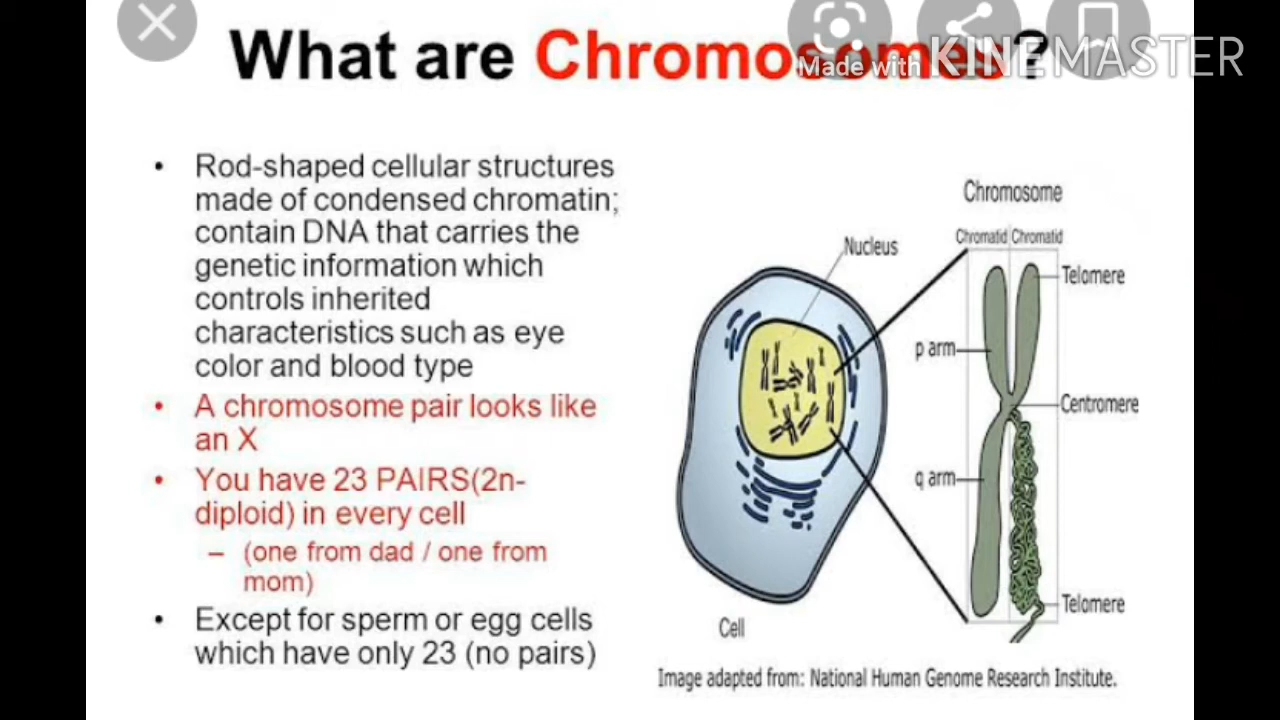 What are Chromosomes?
Made with KINEMASTER
• Rod-shaped cellular structures
made of condensed chromatin;
contain DNA that carries the
genetic information which
controls inherited
characteristics such as eye
color and blood type
• A chromosome pair looks like
an X
• You have 23 PAIRS(2n-
diploid) in every cell
– (one from dad / one from
mom)
• Except for sperm or egg cells
which have only 23 (no pairs)
Chromosome
Chromatid Chromatid
Nucleus
Telomere
p arm
Centromere
q arm
Telomere
Cell
Image adapted from: National Human Genome Research Institute.